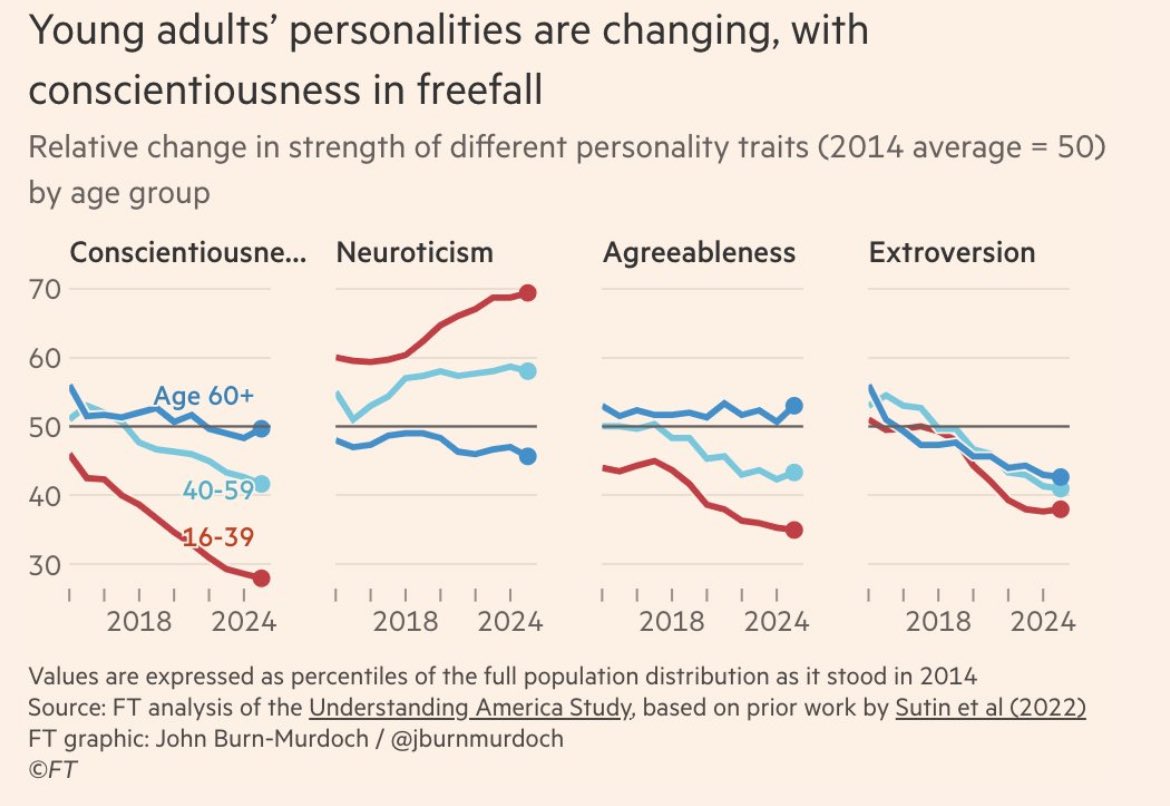 Young adults’ personalities are changing, with
conscientiousness in freefall
Relative change in strength of different personality traits (2014 average = 50)
by age group
Conscientiousne... Neuroticism Agreeableness Extroversion
70
60
Age 60+
50
40-59
40
16-39
30
2018 2024 2018 2024 2018 2024 2018 2024
Values are expressed as percentiles of the full population distribution as it stood in 2014
Source: FT analysis of the Understanding America Study, based on prior work by Sutin et al (2022)
FT graphic: John Burn-Murdoch / @jburnmurdoch
©FT